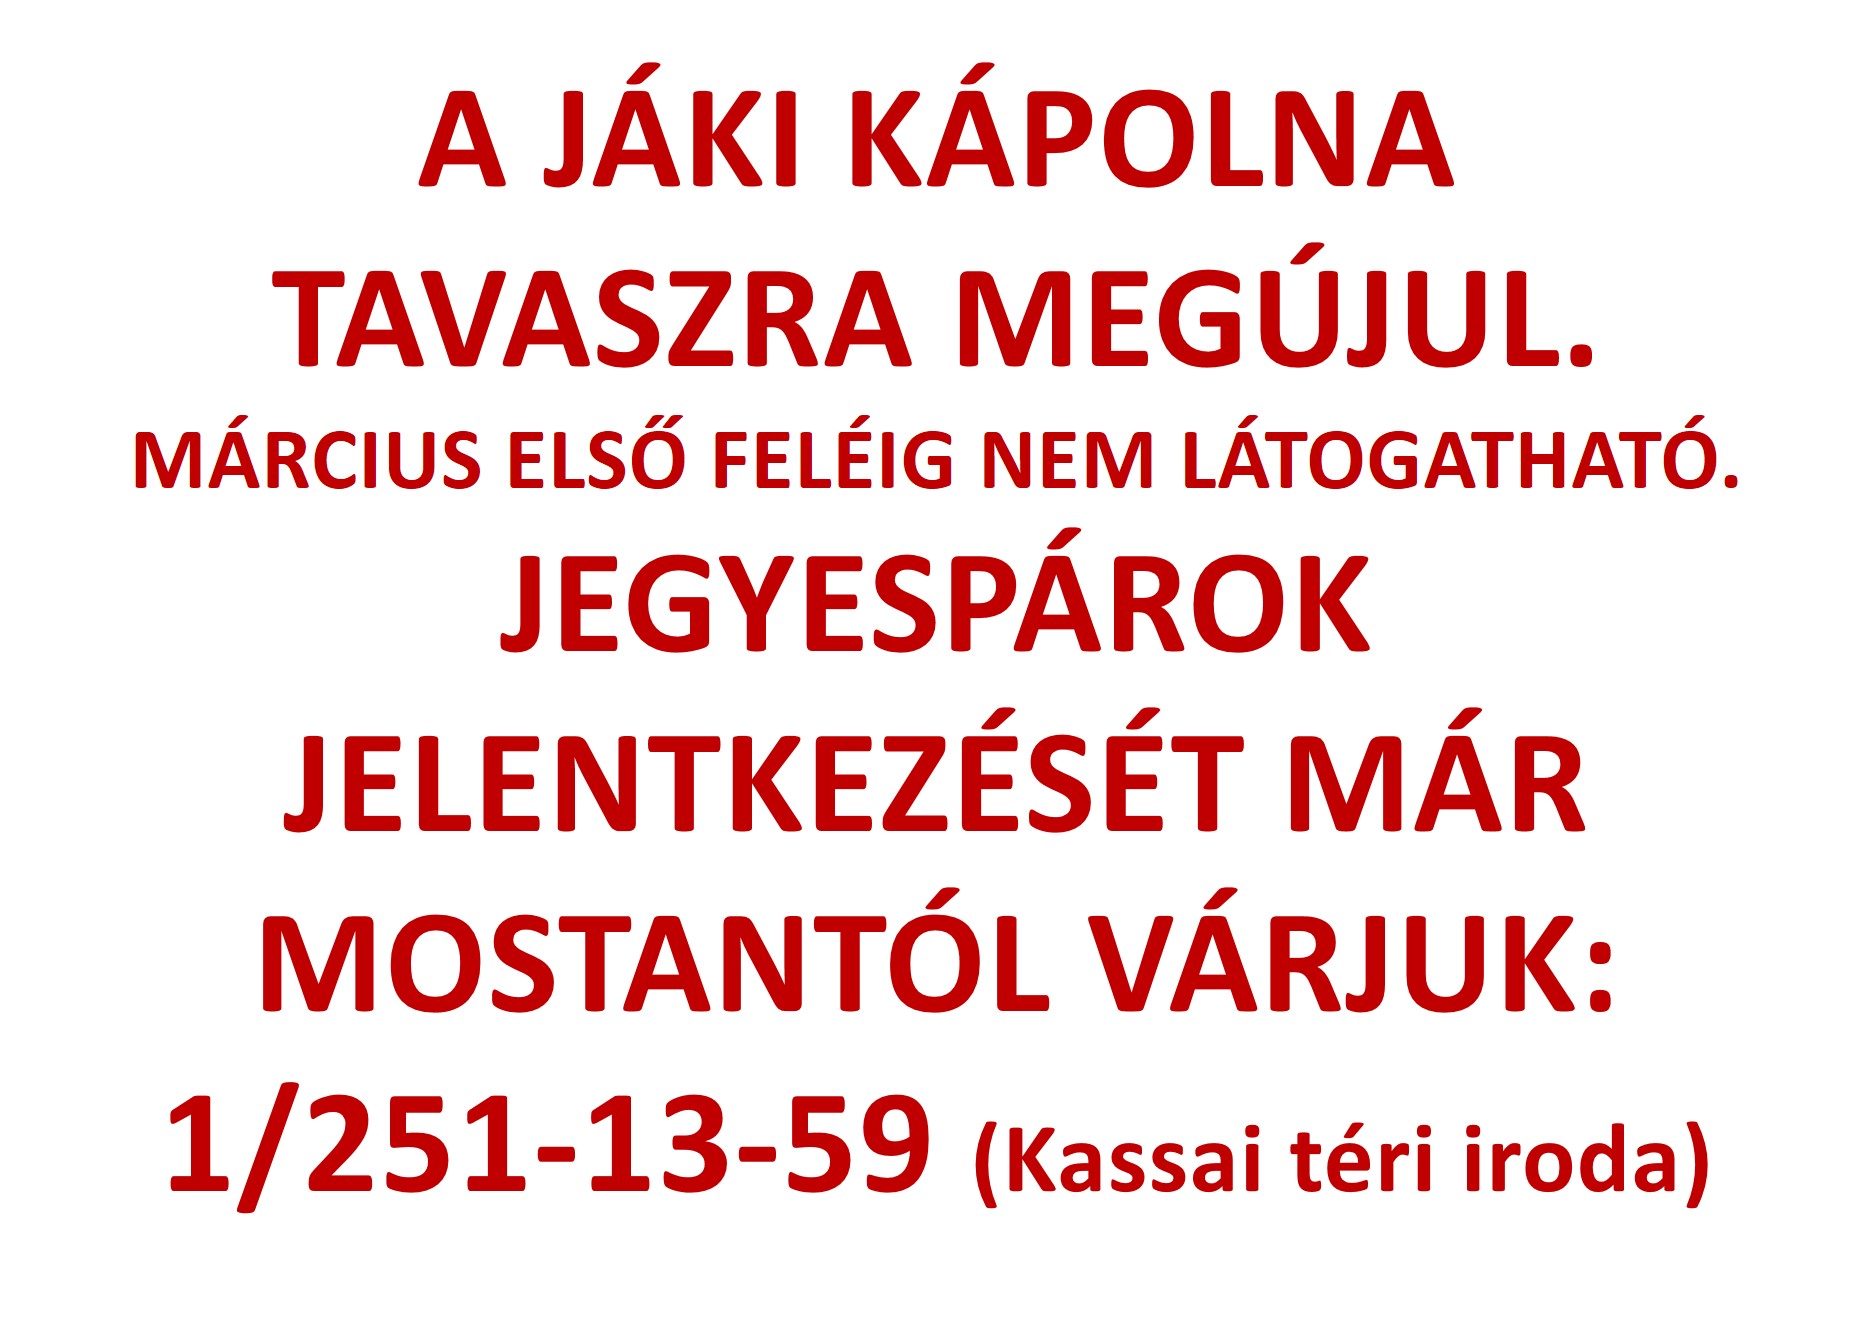 A JÁKI KÁPOLNA
TAVASZRA MEGÚJUL.
MÁRCIUS ELSŐ FELÉIG NEM LÁTOGATHATÓ.
JEGYESPÁROK
JELENTKEZÉSÉT MÁR
MOSTANTÓL VÁRJUK:
1/251-13-59 (Kassai téri iroda)